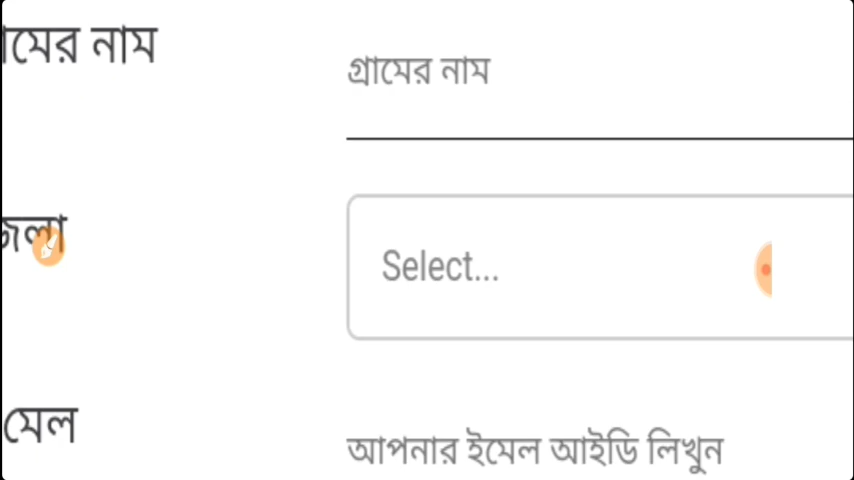 ামের নাম
গ্রামের নাম
জেলা
Select...
মেল
আপনার ইমেল আইডি লিখুন